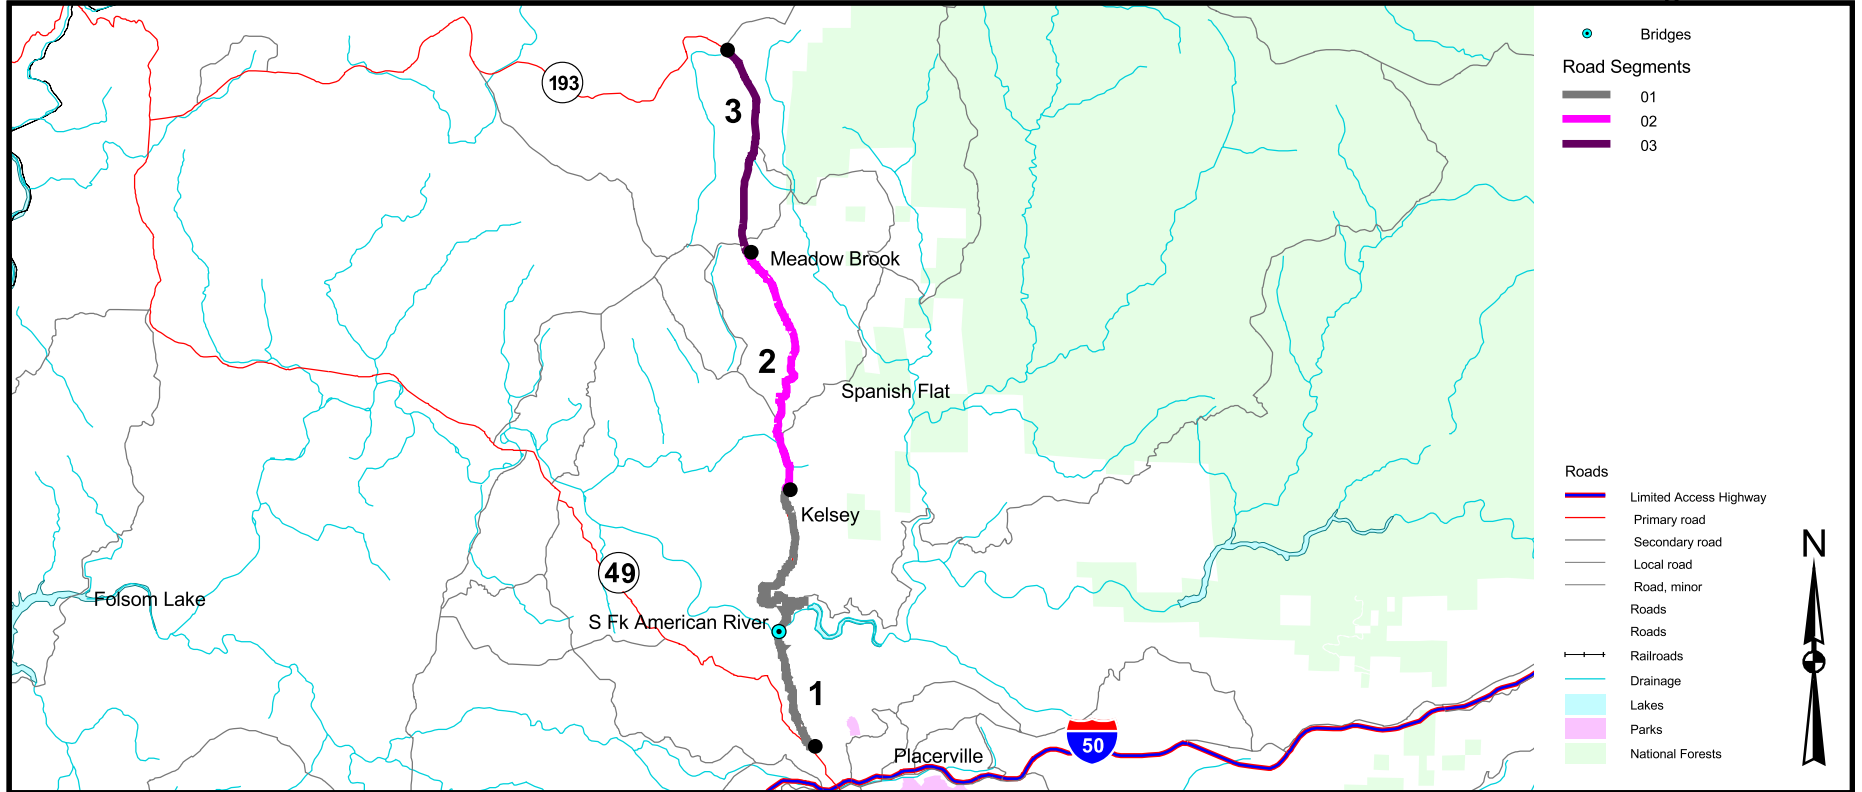 193
3
Meadow Brook
2
Spanish Flat
Kelsey
49
Folsom Lake
S Fk American River
1
Placerville
50
Bridges
Road Segments
01
02
03
Roads
Limited Access Highway
Primary road
Secondary road
Local road
Road, minor
Roads
Roads
Railroads
Drainage
Lakes
Parks
National Forests
N